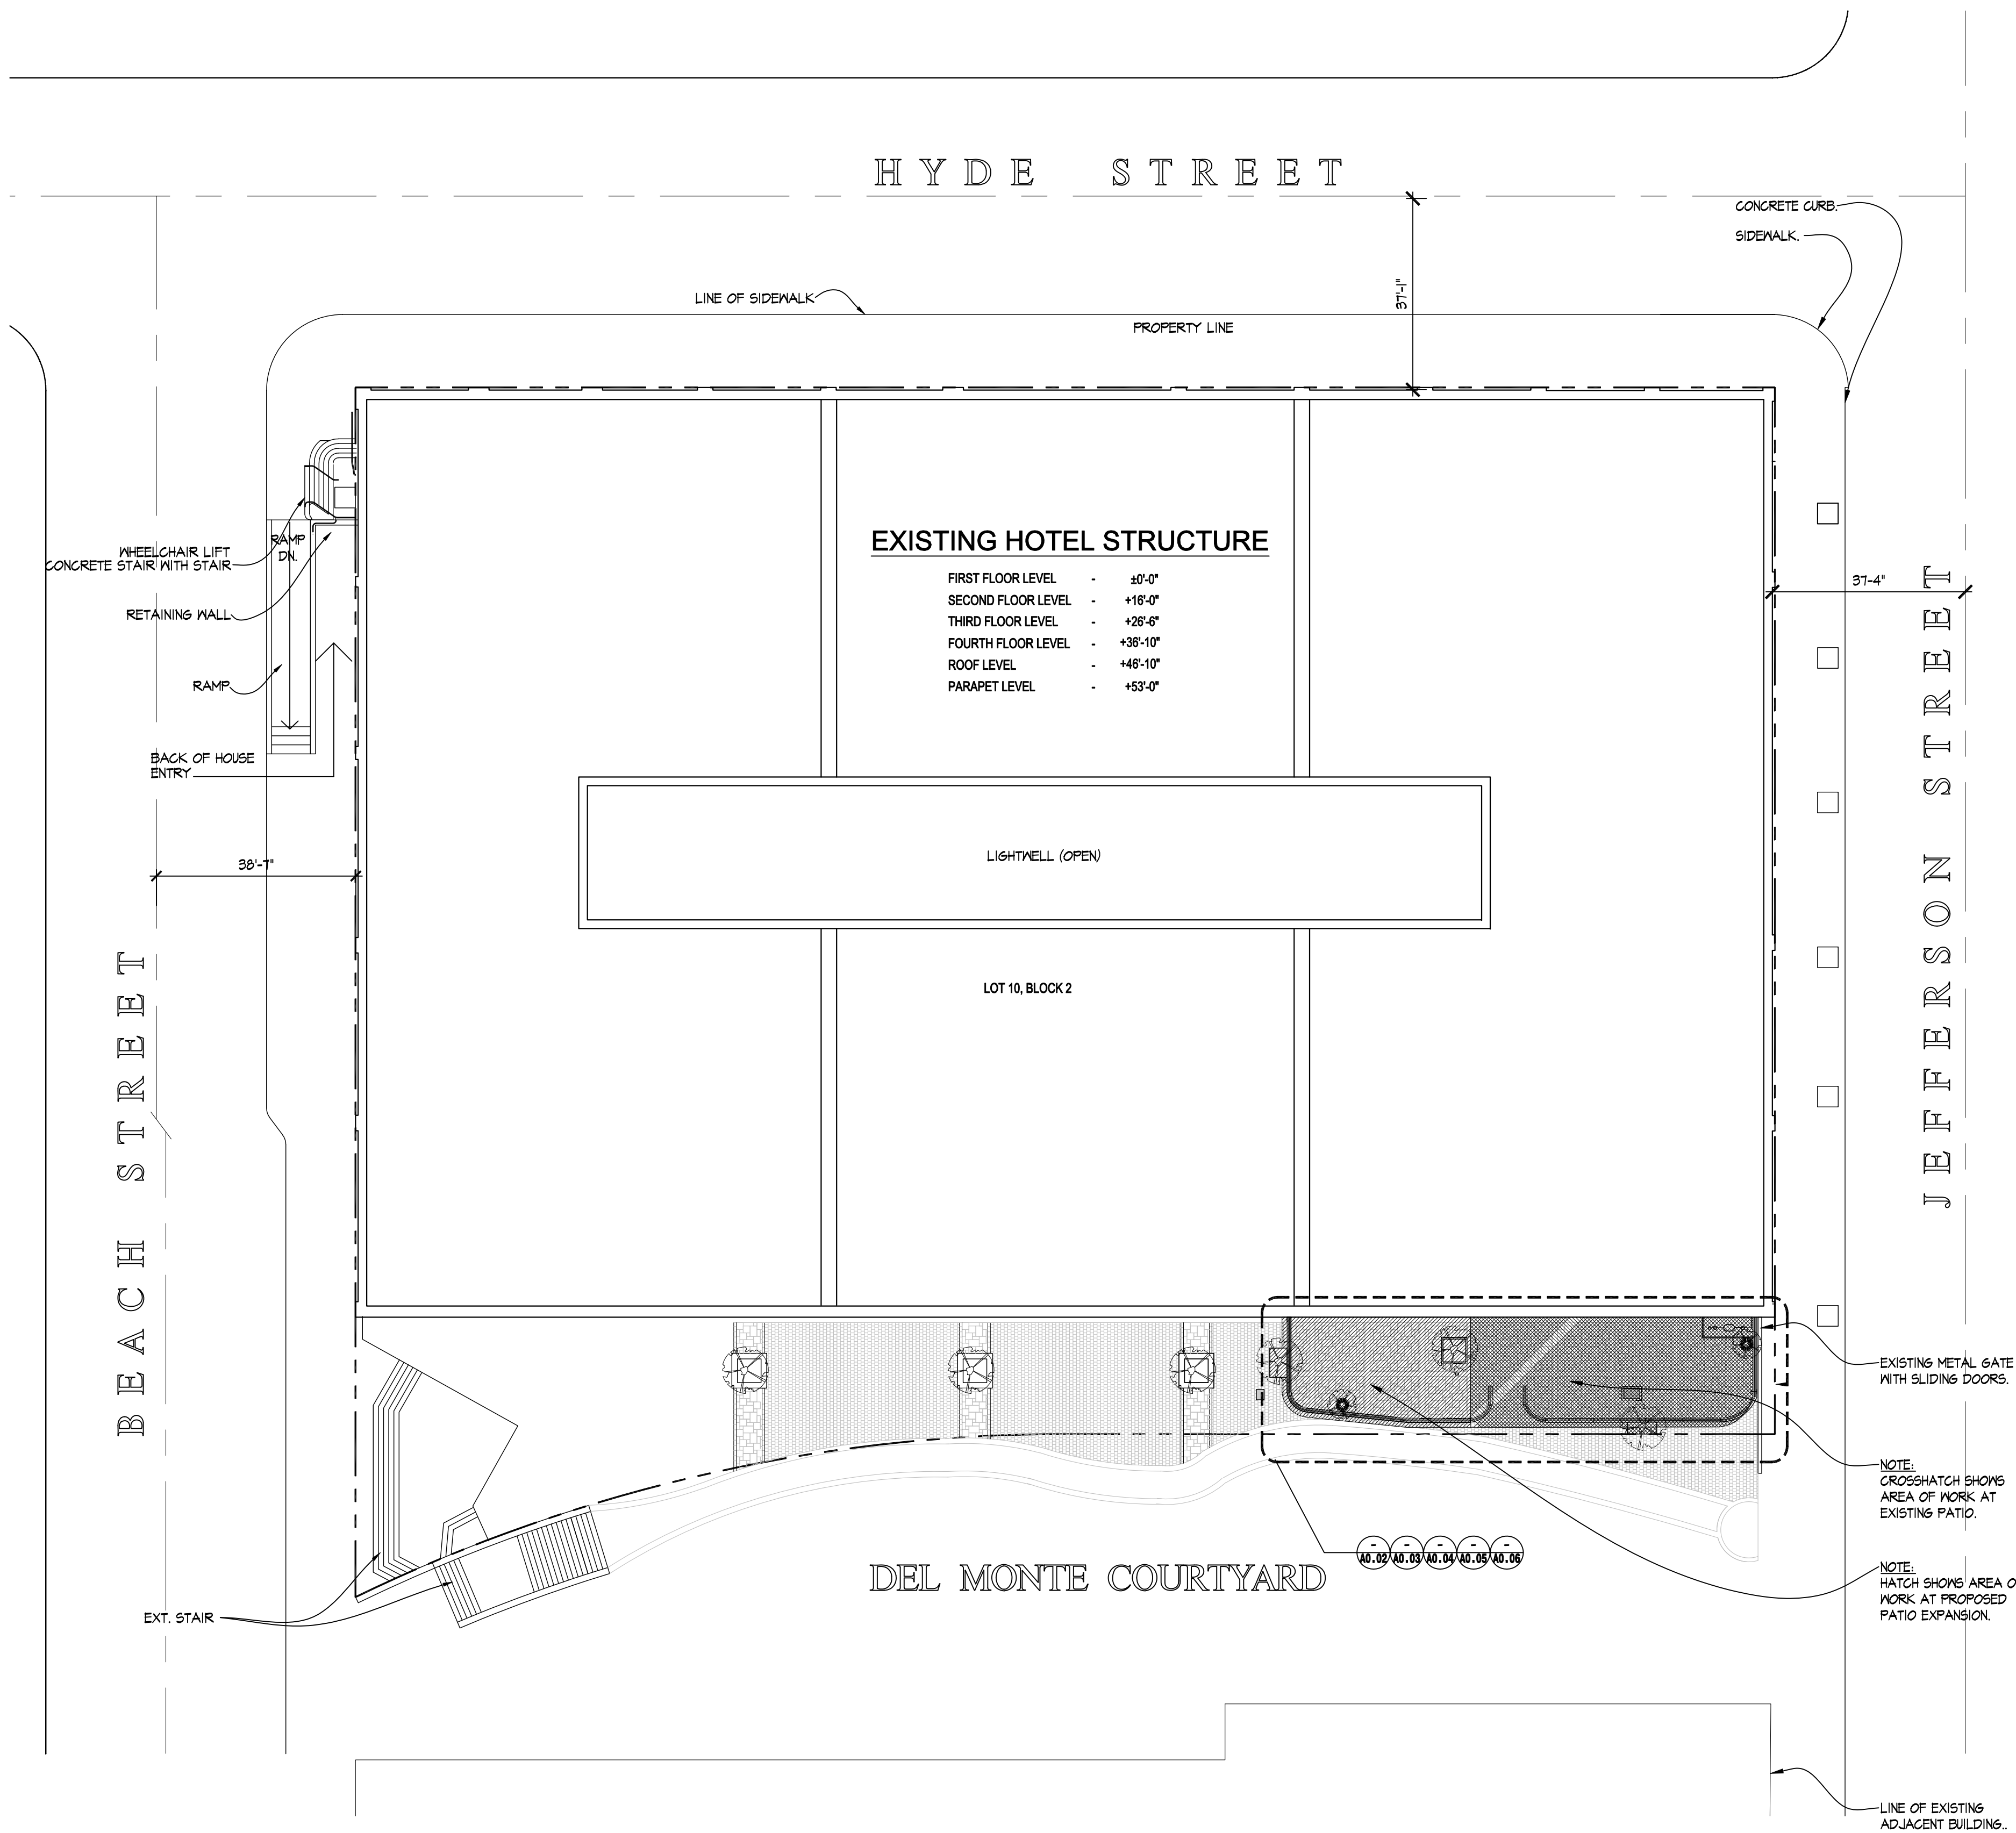 HYDE STREET
CONCRETE CURB.
SIDEWALK.
LINE OF SIDEWALK
37'-1"
PROPERTY LINE
EXISTING HOTEL STRUCTURE
FIRST FLOOR LEVEL - ±0'-0"
SECOND FLOOR LEVEL - +16'-0"
THIRD FLOOR LEVEL - +26'-6"
FOURTH FLOOR LEVEL - +36'-10"
ROOF LEVEL - +46'-10"
PARAPET LEVEL - +53'-0"
RAMP
DN.
WHEELCHAIR LIFT
CONCRETE STAIR WITH STAIR
RETAINING WALL
RAMP
BACK OF HOUSE
ENTRY
37-4"
JEFFERSON STREET
LIGHTWELL (OPEN)
38'-7"
LOT 10, BLOCK 2
BEACH STREET
EXISTING METAL GATE
WITH SLIDING DOORS.
NOTE:
CROSSHATCH SHOWS
AREA OF WORK AT
EXISTING PATIO.
- - - - -
A0.02 A0.03 A0.04 A0.05 A0.06
DEL MONTE COURTYARD
NOTE:
HATCH SHOWS AREA O
WORK AT PROPOSED
PATIO EXPANSION.
EXT. STAIR
LINE OF EXISTING
ADJACENT BUILDING..